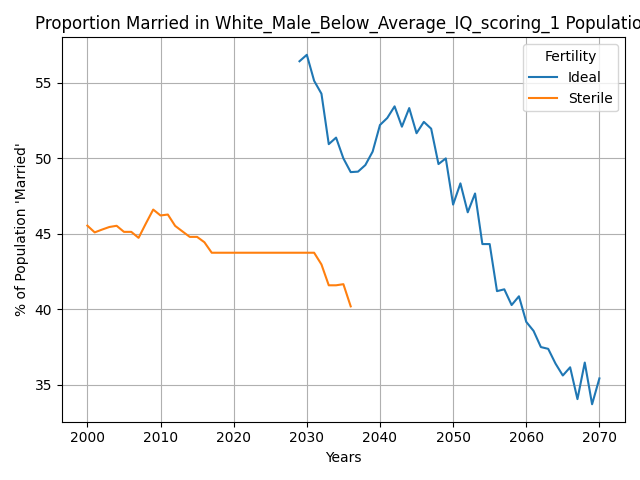 Proportion Married in White_Male_Below_Average_IQ_scoring_1 Populatio
Fertility
Ideal
Sterile
% of Population 'Married'
55
50
45
40
35
2000 2010 2020 2030 2040 2050 2060 2070
Years